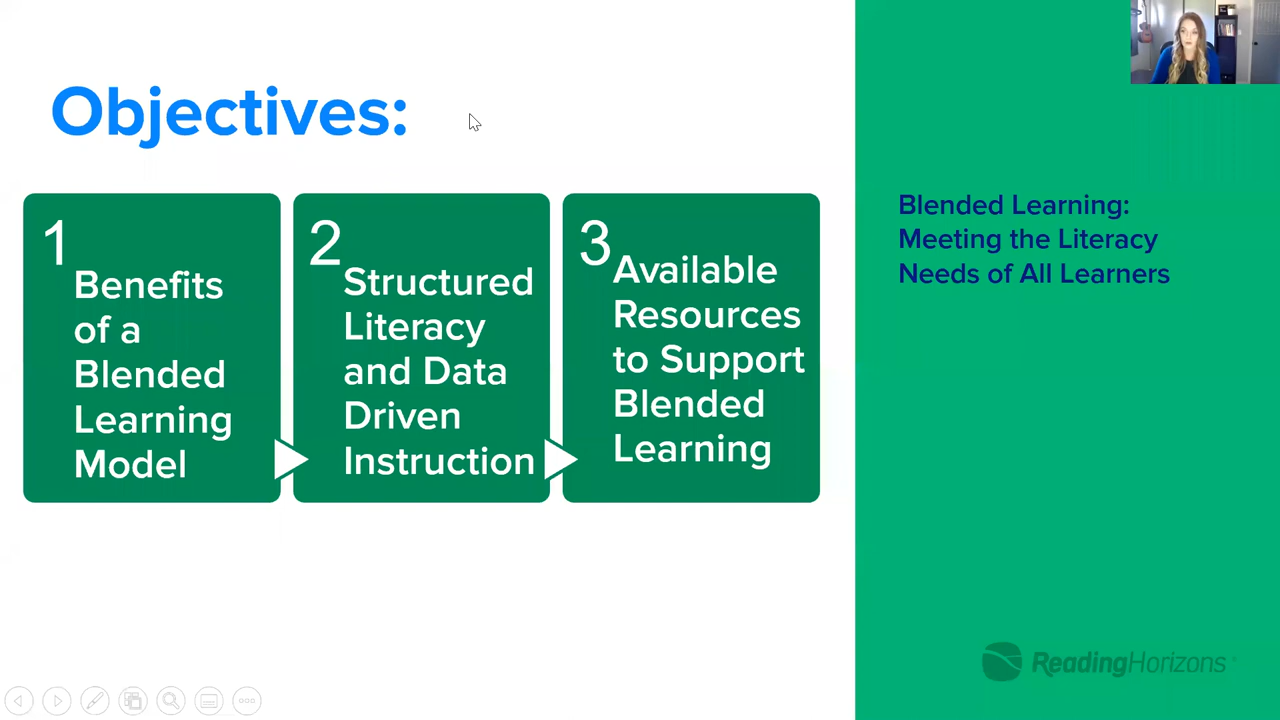 Objectives:
1
Benefits
of a
Blended
Learning
Model
2
Structured
Literacy
and Data
Driven
Instruction
3
Available
Resources
to Support
Blended
Learning
Blended Learning:
Meeting the Literacy
Needs of All Learners
ReadingHorizons